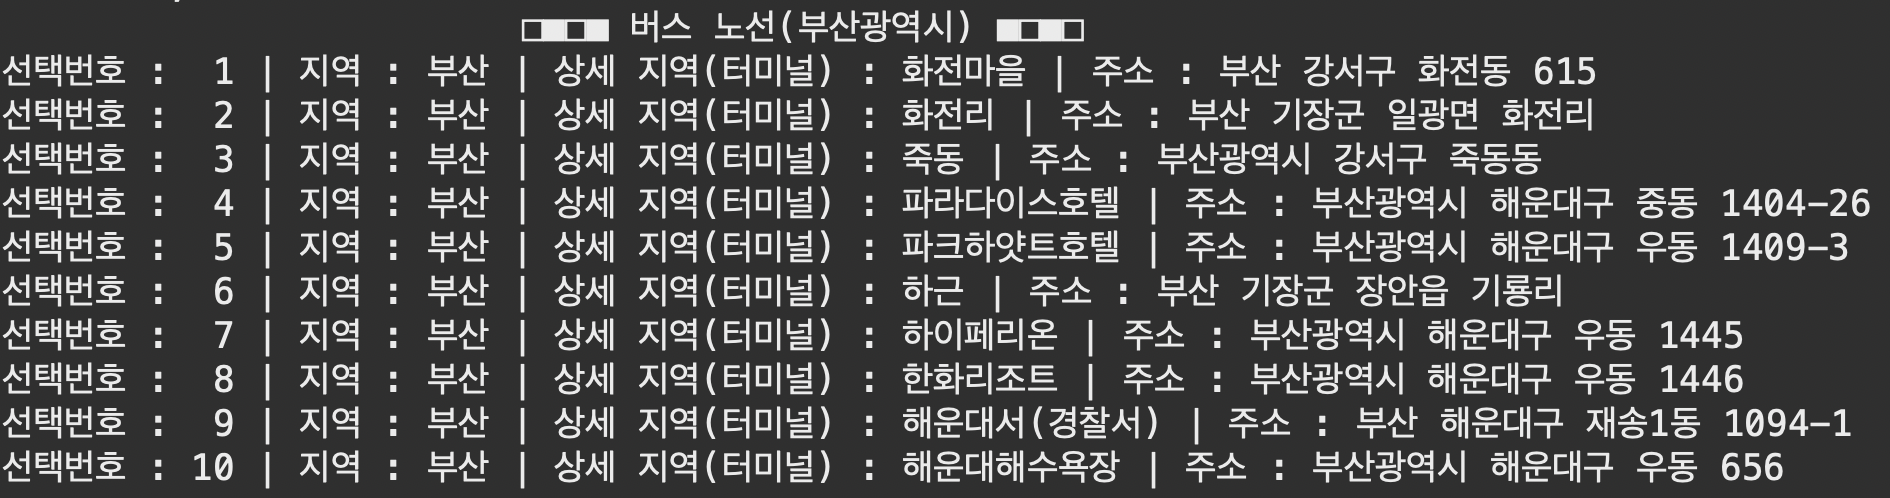 □■□■ 버스 노선(부산광역시) ■□■□
선택번호 :  1 | 지역 : 부산 | 상세 지역(터미널) : 화전마을 | 주소 : 부산 강서구 화전동 615
선택번호 :  2 | 지역 : 부산 | 상세 지역(터미널) : 화전리 | 주소 : 부산 기장군 일광면 화전리
선택번호 :  3 | 지역 : 부산 | 상세 지역(터미널) : 죽동 | 주소 : 부산광역시 강서구 죽동동
선택번호 :  4 | 지역 : 부산 | 상세 지역(터미널) : 파라다이스호텔 | 주소 : 부산광역시 해운대구 중동 1404-26
선택번호 :  5 | 지역 : 부산 | 상세 지역(터미널) : 파크하얏트호텔 | 주소 : 부산광역시 해운대구 우동 1409-3
선택번호 :  6 | 지역 : 부산 | 상세 지역(터미널) : 하근 | 주소 : 부산 기장군 장안읍 기룡리
선택번호 :  7 | 지역 : 부산 | 상세 지역(터미널) : 하이페리온 | 주소 : 부산광역시 해운대구 우동 1445
선택번호 :  8 | 지역 : 부산 | 상세 지역(터미널) : 한화리조트 | 주소 : 부산광역시 해운대구 우동 1446
선택번호 :  9 | 지역 : 부산 | 상세 지역(터미널) : 해운대서(경찰서) | 주소 : 부산 해운대구 재송1동 1094-1
선택번호 : 10 | 지역 : 부산 | 상세 지역(터미널) : 해운대해수욕장 | 주소 : 부산광역시 해운대구 우동 656